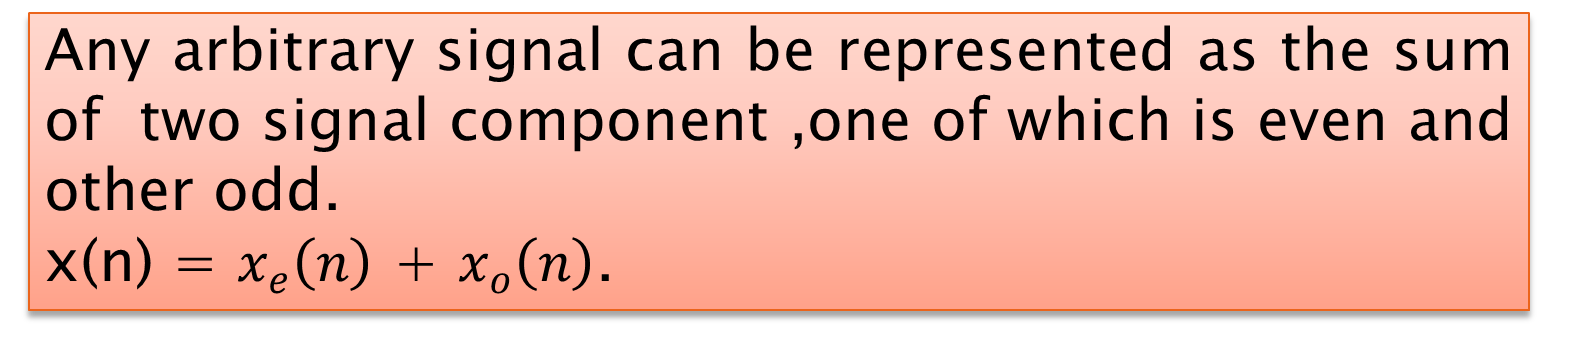 Any arbitrary signal can be represented as the sum
of two signal component ,one of which is even and
other odd.
x(n) = 𝑥ₑ(𝑛) + 𝑥ₒ(𝑛).